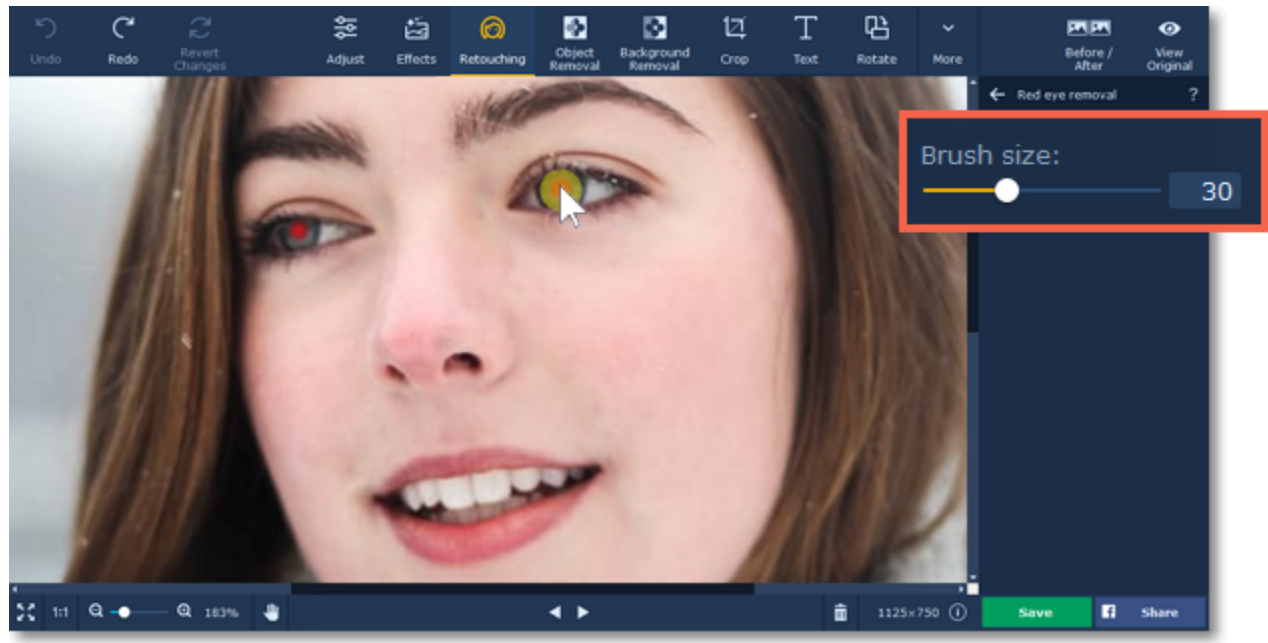 Undo
Redo
Revert
Changes
Adjust
Effects
Retouching
Object
Removal
Background
Removal
Crop
Text
Rotate
More
Before /
After
View
Original
Red eye removal ?
Brush size:
30
1:1
183%
1125×750
Save
Share